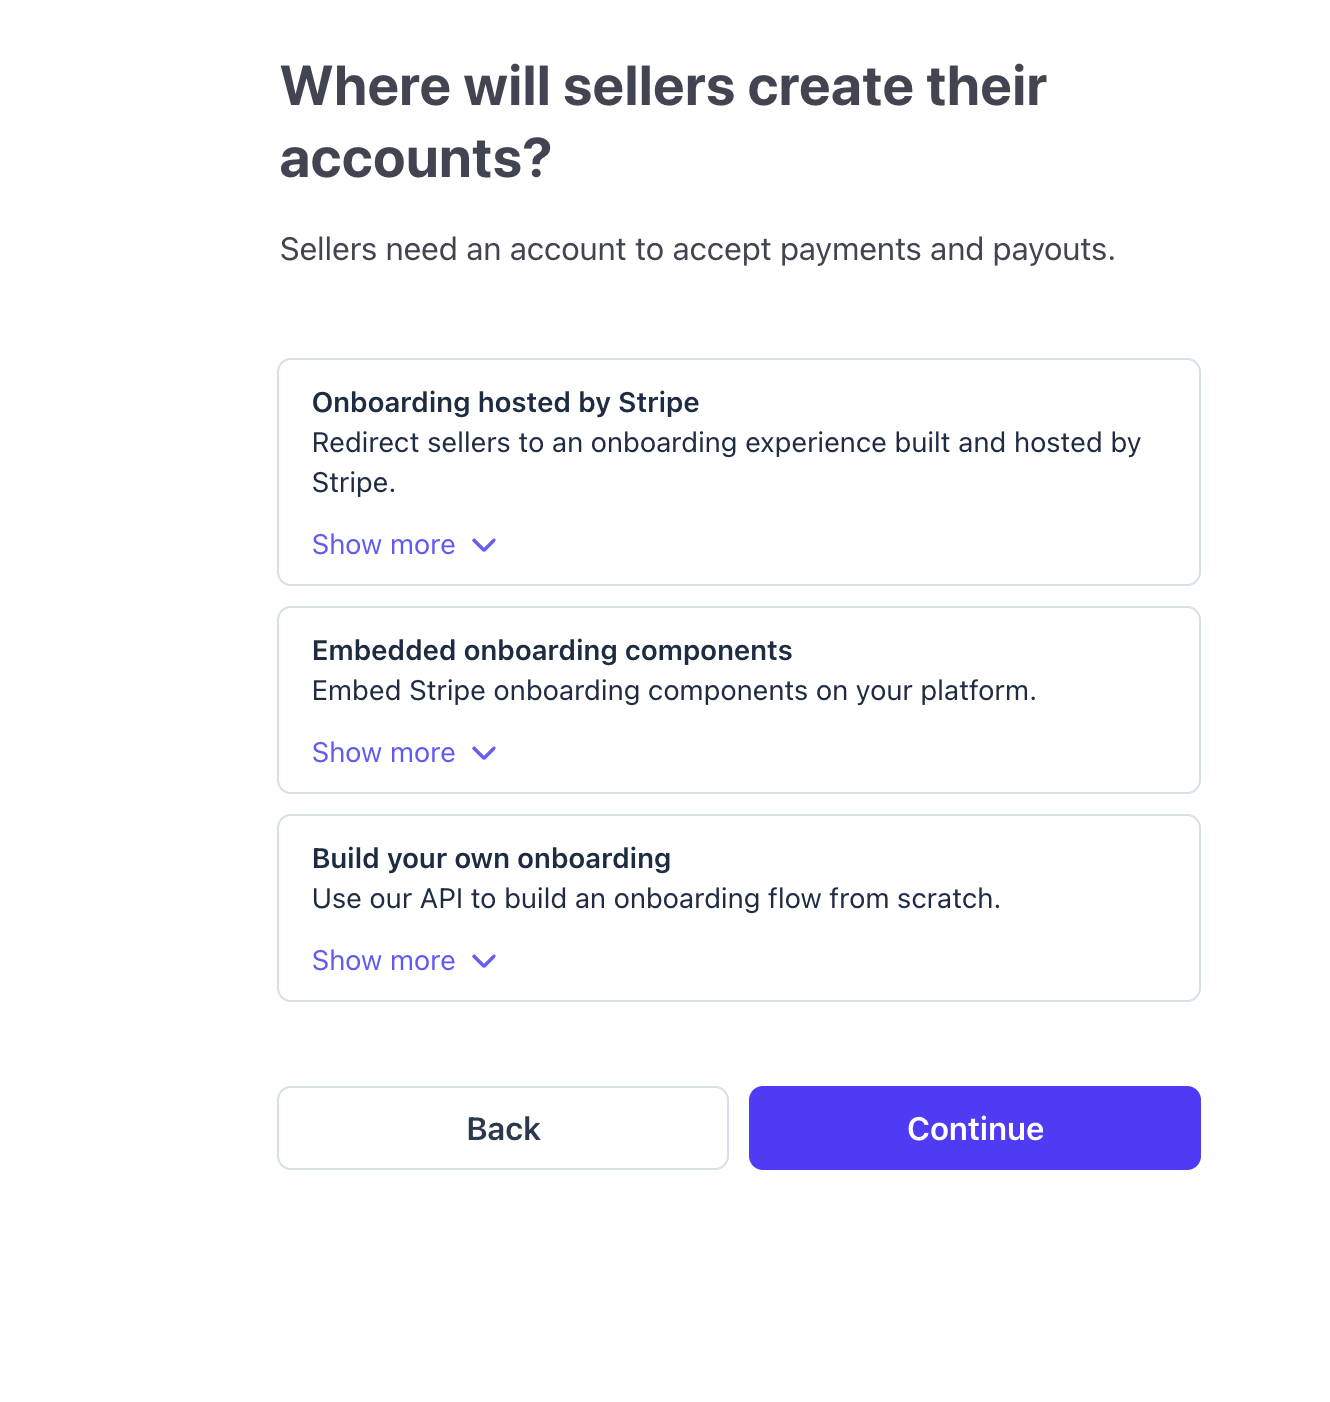 Where will sellers create their
accounts?
Sellers need an account to accept payments and payouts.
Onboarding hosted by Stripe
Redirect sellers to an onboarding experience built and hosted by
Stripe.
Show more
Embedded onboarding components
Embed Stripe onboarding components on your platform.
Show more
Build your own onboarding
Use our API to build an onboarding flow from scratch.
Show more
Back
Continue